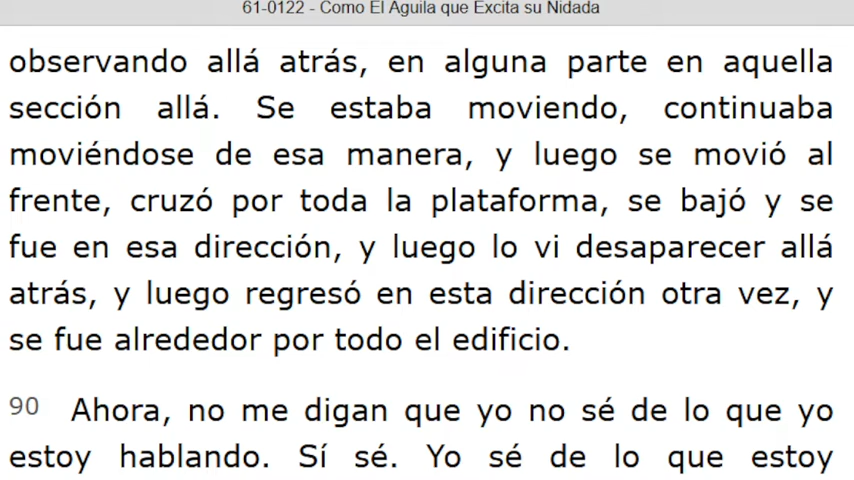 61-0122 - Como El Aguila que Excita su Nidada
observando allá atrás, en alguna parte en aquella
sección allá. Se estaba moviendo, continuaba
moviéndose de esa manera, y luego se movió al
frente, cruzó por toda la plataforma, se bajó y se
fue en esa dirección, y luego lo vi desaparecer allá
atrás, y luego regresó en esta dirección otra vez, y
se fue alrededor por todo el edificio.
90 Ahora, no me digan que yo no sé de lo que yo
estoy hablando. Sí sé. Yo sé de lo que estoy